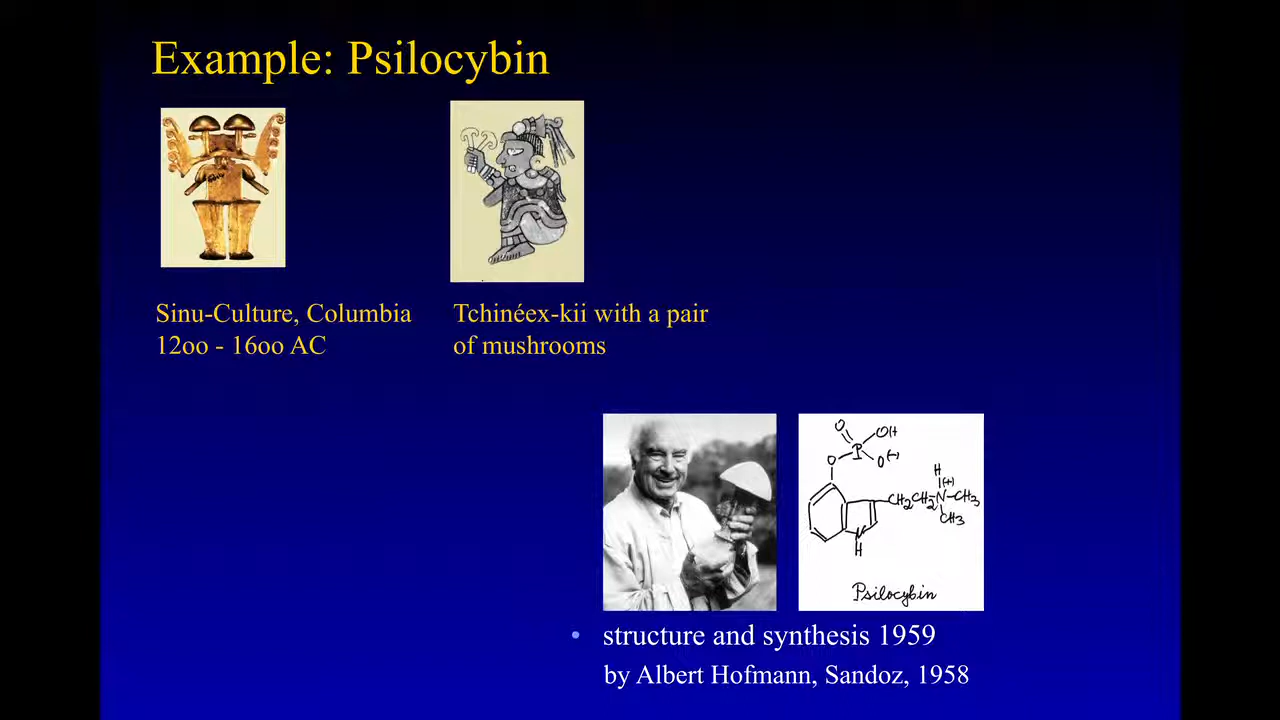 Example: Psilocybin
Sinu-Culture, Columbia
12oo - 16oo AC
Tchinéex-kii with a pair
of mushrooms
O
OH
P
O
O(-)
H
(+)
CH2CH2-N-CH3
CH3
N
H
Psilocybin
• structure and synthesis 1959
by Albert Hofmann, Sandoz, 1958